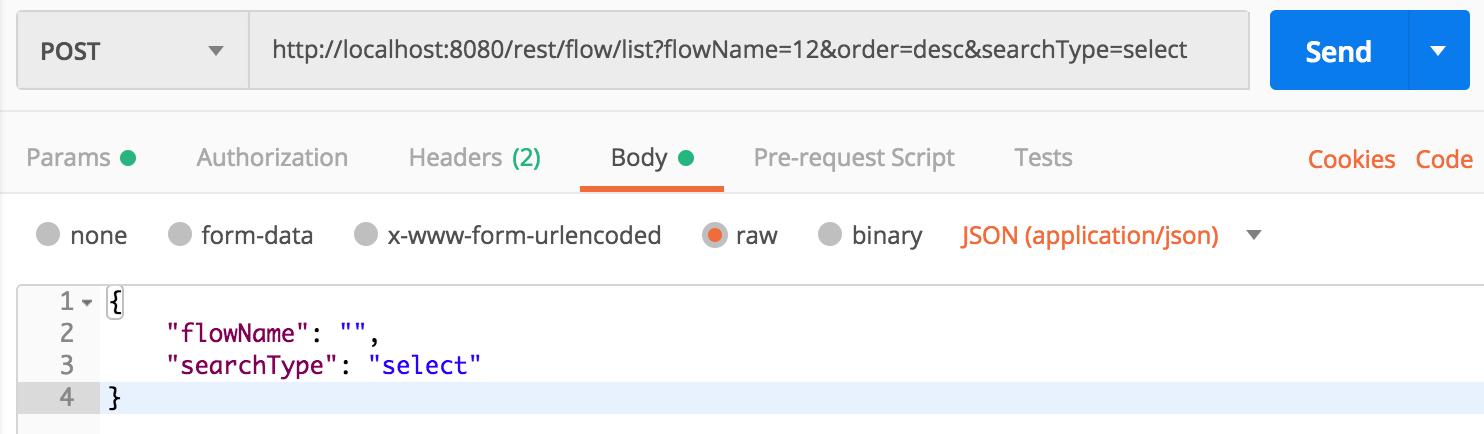 POST http://localhost:8080/rest/flow/list?flowName=12&order=desc&searchType=select Send
Params Authorization Headers (2) Body Pre-request Script Tests Cookies Code
none form-data x-www-form-urlencoded raw binary JSON (application/json)
1 {
2 "flowName": "",
3 "searchType": "select"
4 }